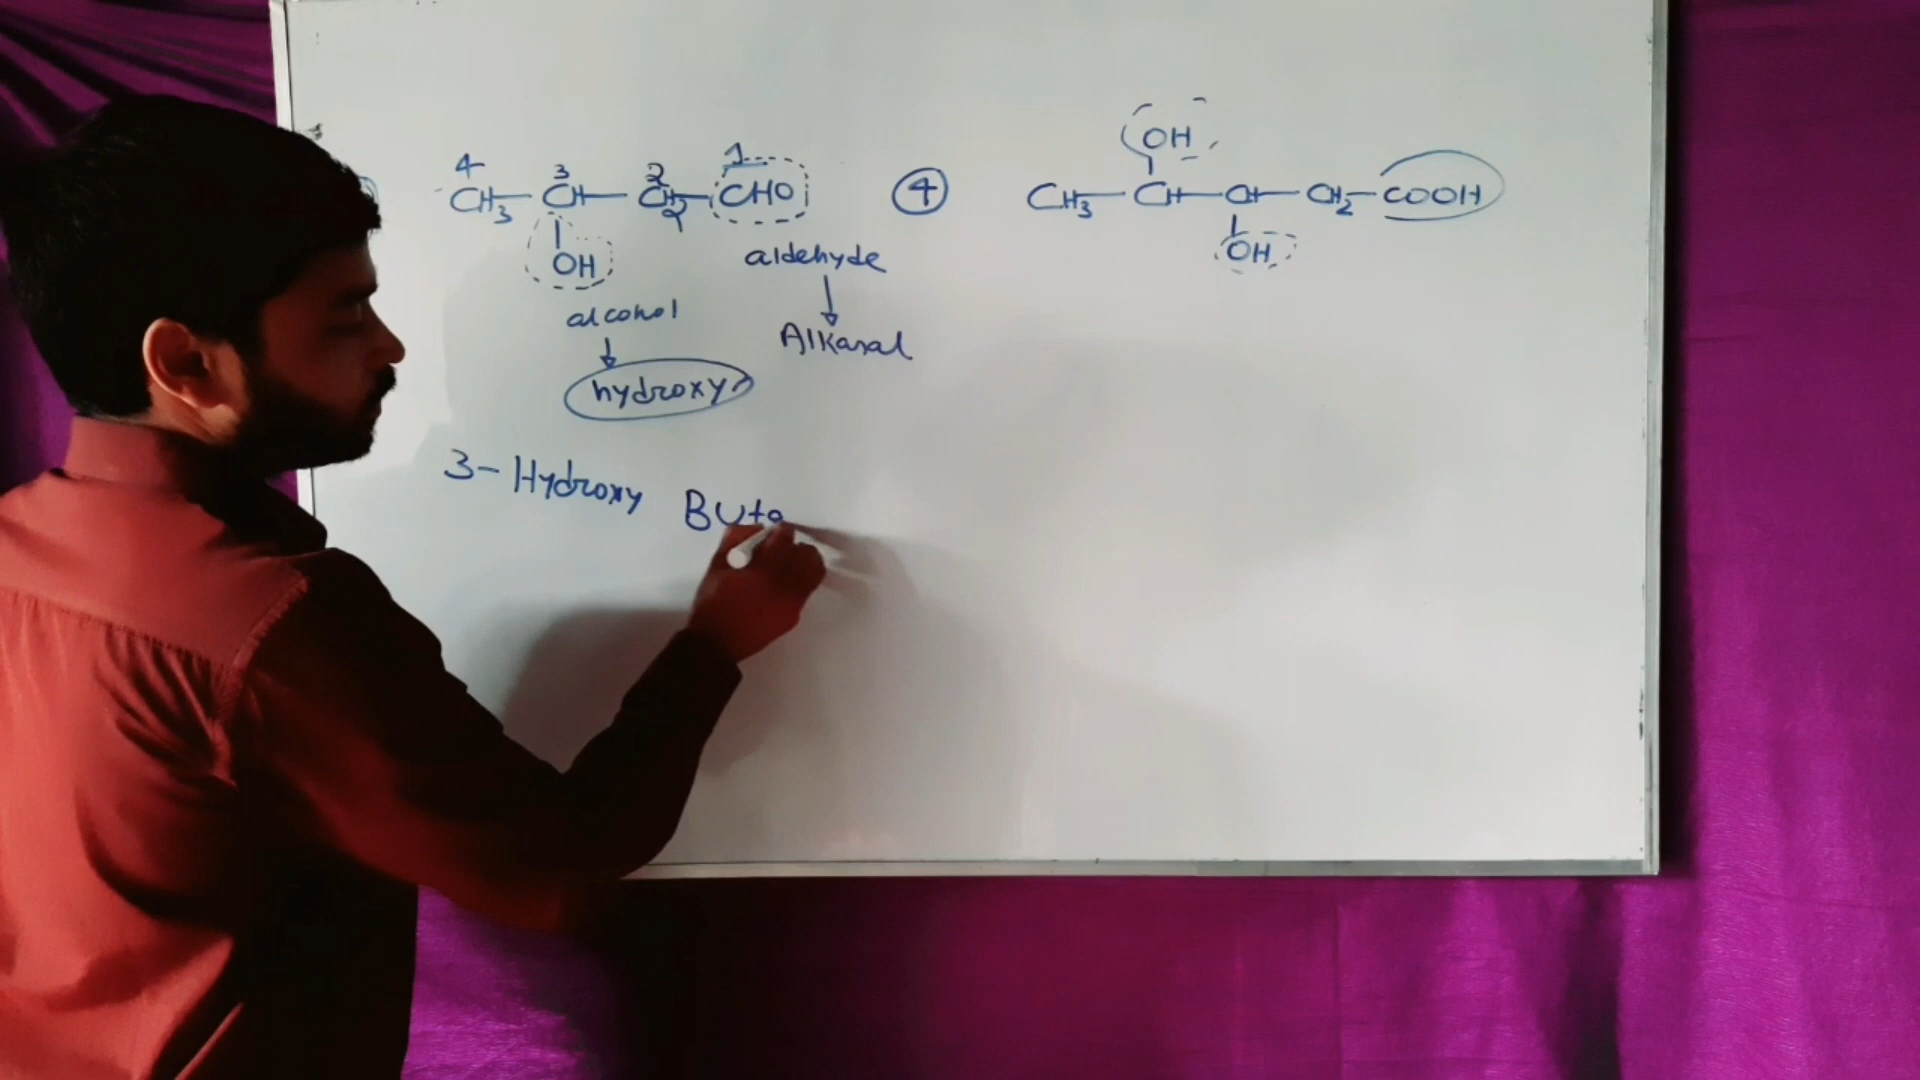 4 3 2 1
CH3-CH-CH2-CHO
OH
alcohol
hydroxy
aldehyde
Alkanal
3-Hydroxy Buta
4
OH
CH3-CH-CH-CH2-COOH
OH